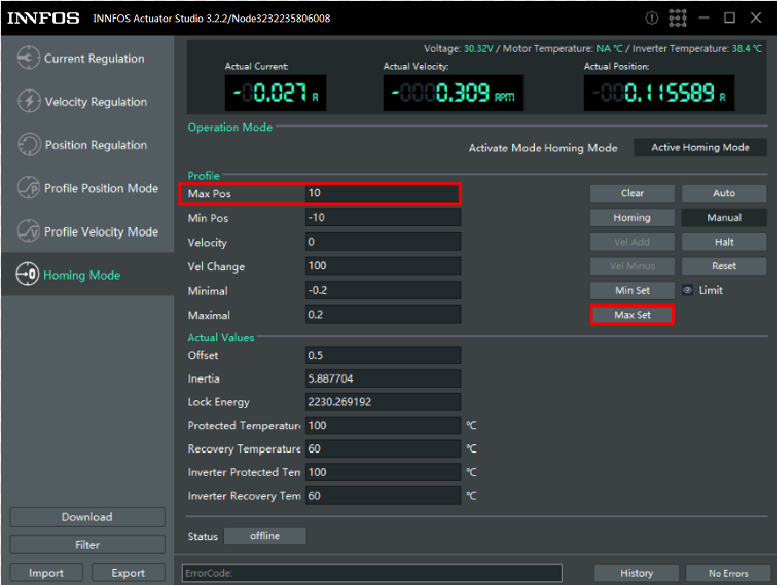 INNFOS INNFOS Actuator Studio 3.2.2/Node3232235806008
Current Regulation
Velocity Regulation
Position Regulation
Profile Position Mode
Profile Velocity Mode
Homing Mode
Download
Filter
Import Export
Voltage: 30.32V / Motor Temperature: NA ℃ / Inverter Temperature: 38.4 ℃
Actual Current: Actual Velocity: Actual Position:
-0.027 A -0.309 RPM -0.115589 R
Operation Mode
Activate Mode Homing Mode Active Homing Mode
Profile
Max Pos 10 Clear Auto
Min Pos -10 Homing Manual
Velocity 0 Vel Add Halt
Vel Change 100 Vel Minus Reset
Minimal -0.2 Min Set Limit
Maximal 0.2 Max Set
Actual Values
Offset 0.5
Inertia 5.887704
Lock Energy 2230.269192
Protected Temperatur 100 ℃
Recovery Temperature 60 ℃
Inverter Protected Ten 100 ℃
Inverter Recovery Tem 60 ℃
Status offline
ErrorCode: History No Errors